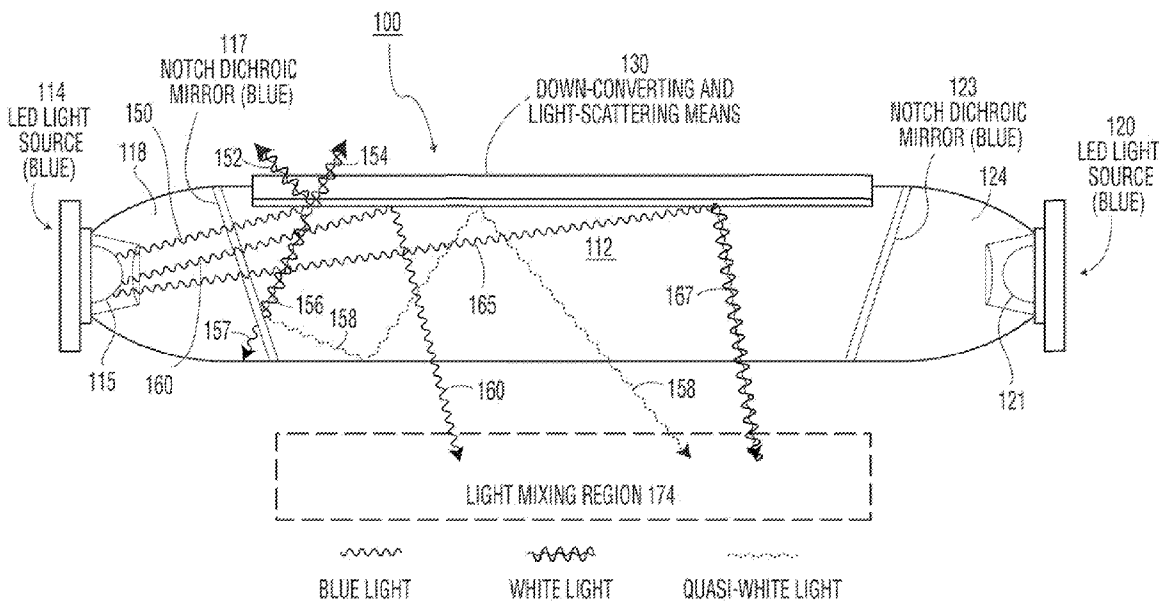 100
117
NOTCH DICHROIC
MIRROR (BLUE)
130
DOWN-CONVERTING AND
LIGHT-SCATTERING MEANS
123
NOTCH DICHROIC
MIRROR (BLUE)
114
LED LIGHT
SOURCE
(BLUE)
150
118
120
LED LIGHT
SOURCE
(BLUE)
124
152
154
112
156
165
167
157
158
115
160
160
158
121
LIGHT MIXING REGION 174
BLUE LIGHT
WHITE LIGHT
QUASI-WHITE LIGHT